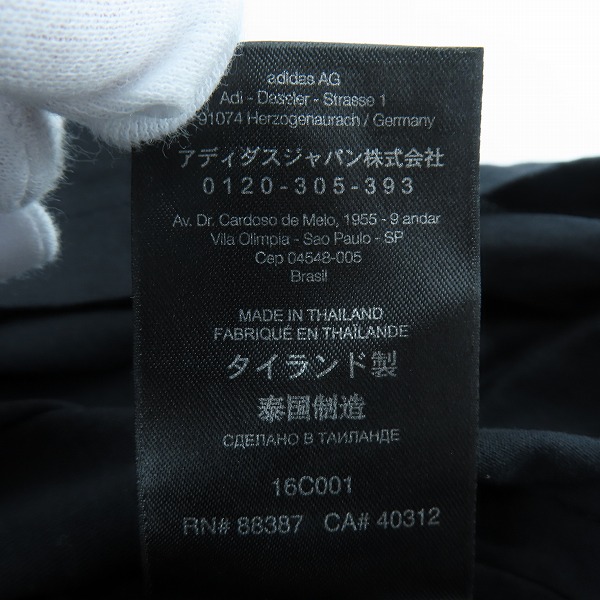 adidas AG
Adi - Dassler - Strasse 1
91074 Herzogenaurach / Germany
アディダスジャパン株式会社
0120-305-393
Av. Dr. Cardoso de Melo, 1955 - 9 andar
Vila Olimpia - Sao Paulo - SP
Cep 04548-005
Brasil
MADE IN THAILAND
FABRIQUÉ EN THAÏLANDE
タイランド製
泰国制造
СДЕЛАНО В ТАИЛАНДЕ
16C001
RN# 88387 CA# 40312